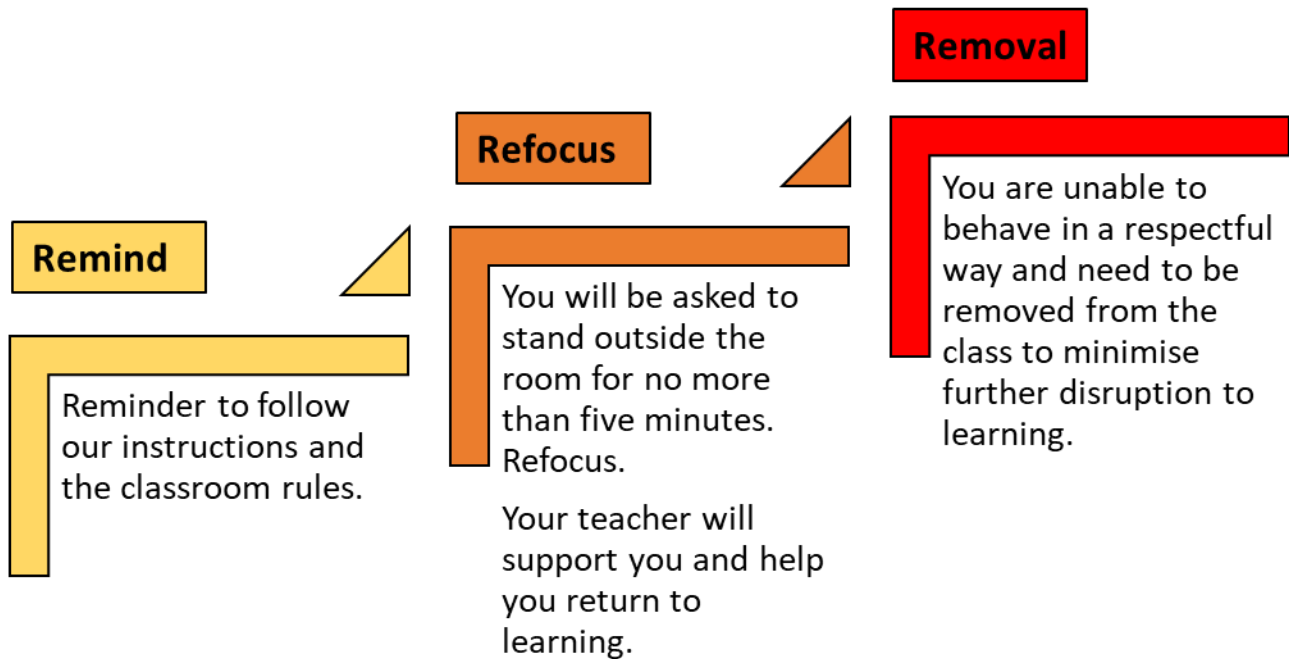 Remind
Reminder to follow
our instructions and
the classroom rules.
Refocus
You will be asked to
stand outside the
room for no more
than five minutes.
Refocus.
Your teacher will
support you and help
you return to
learning.
Removal
You are unable to
behave in a respectful
way and need to be
removed from the
class to minimise
further disruption to
learning.